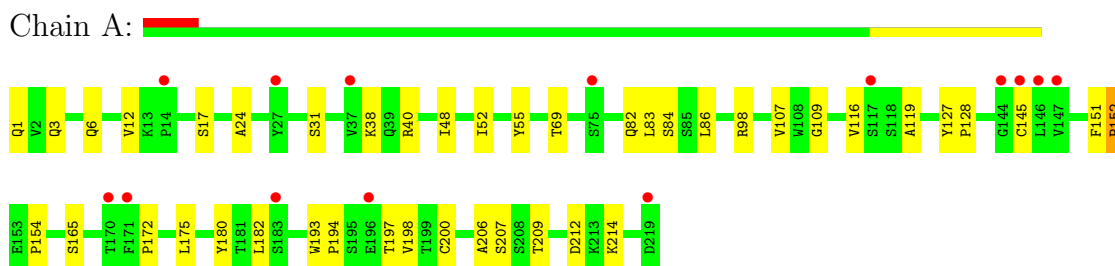 Chain A:
Q1 V2 Q3 Q6 V12 K13 P14 S17 A24 Y27 S31 V37 K38 Q39 R40 I48 I52 Y55 T69 S75 Q82 L83 S84 S85 L86 R98 V107 W108 G109 V116 S117 S118 A119 Y127 P128 G144 C145 L146 V147 F151 P152
E153 P154 S165 T170 F171 P172 L175 Y180 T181 L182 S183 W193 P194 S195 E196 T197 V198 T199 C200 A206 S207 S208 T209 D212 K213 K214 D219